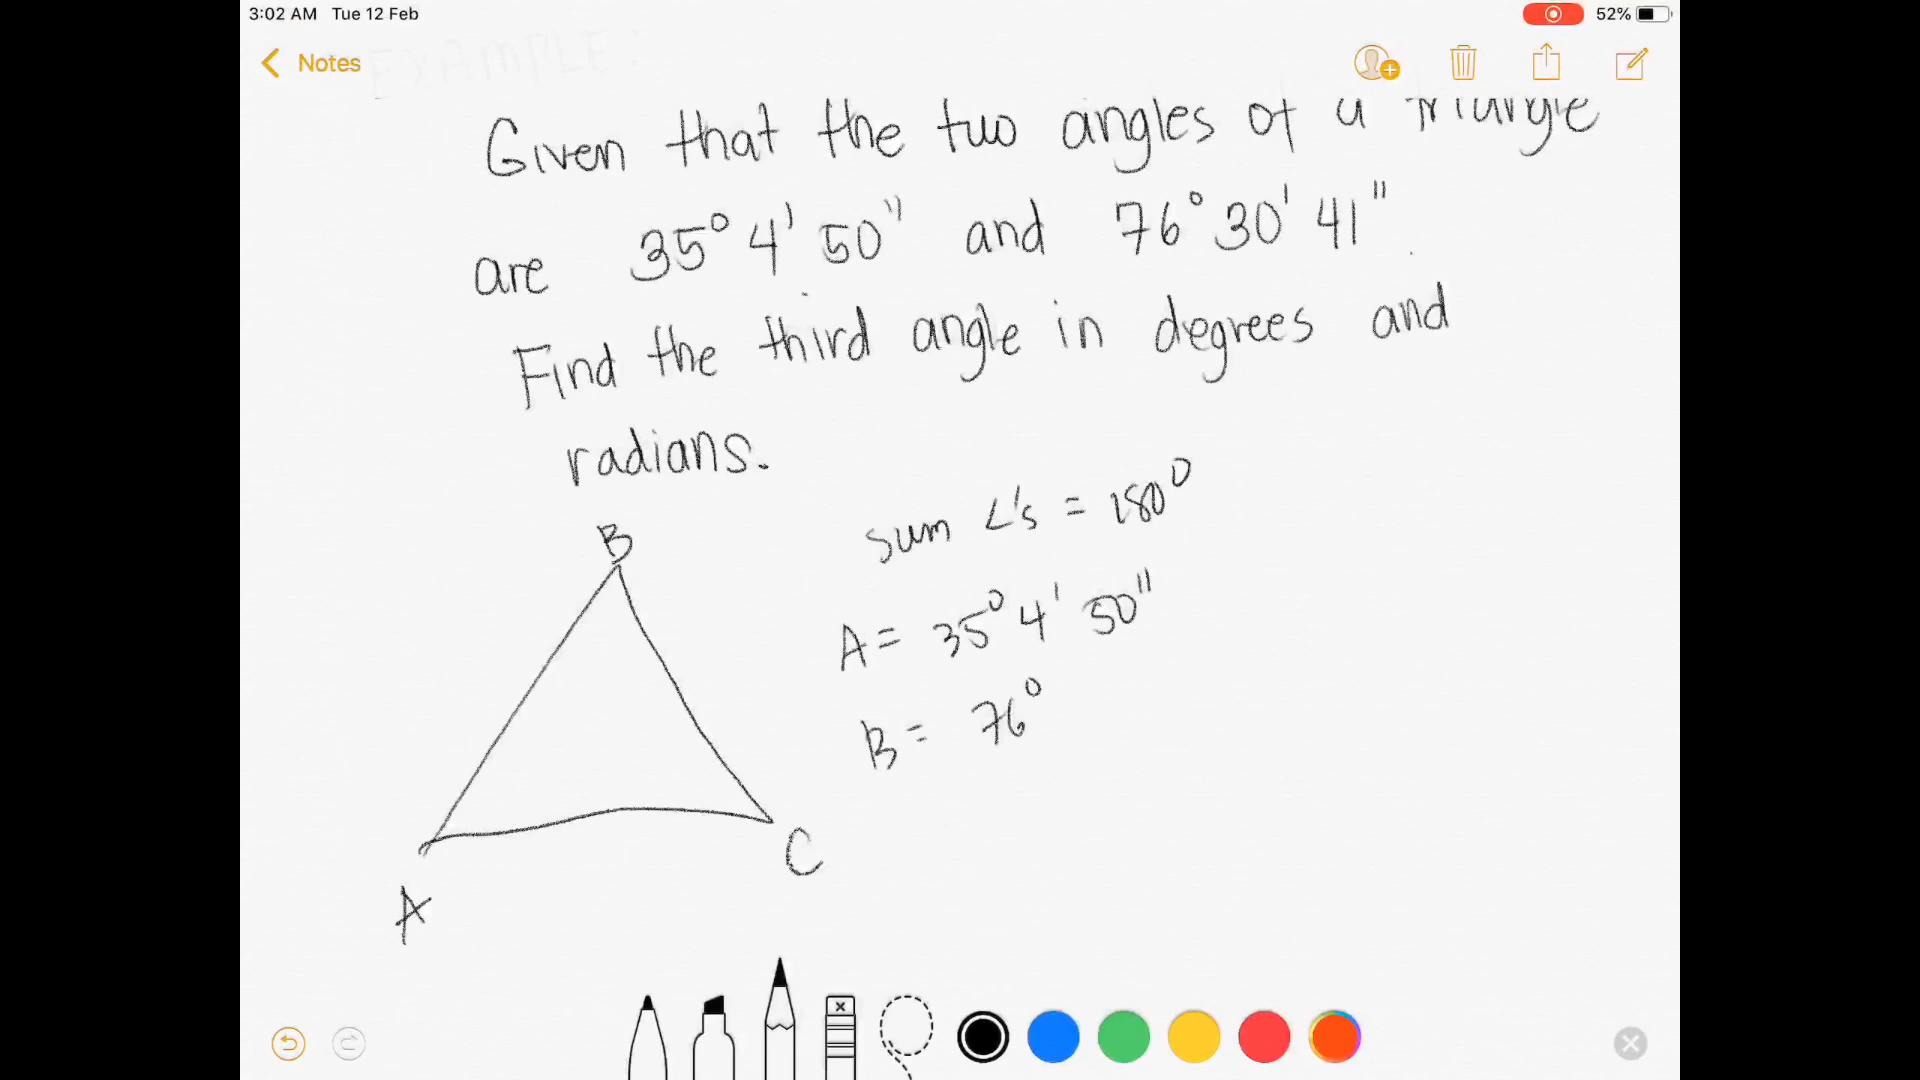 3:02 AM Tue 12 Feb
52%
Notes
EXAMPLE:
Given that the two angles of a triangle
are 35° 4' 50" and 76° 30' 41".
Find the third angle in degrees and
radians.
sum ∠'s = 180°
A = 35° 4' 50"
B = 76°
B
A
C